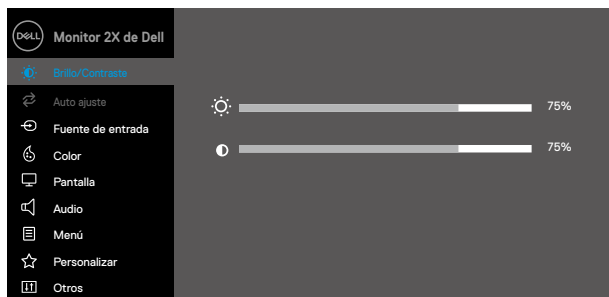 DELL
Monitor 2X de Dell
Brillo/Contraste
Auto ajuste
Fuente de entrada
Color
Pantalla
Audio
Menú
Personalizar
Otros
75%
75%